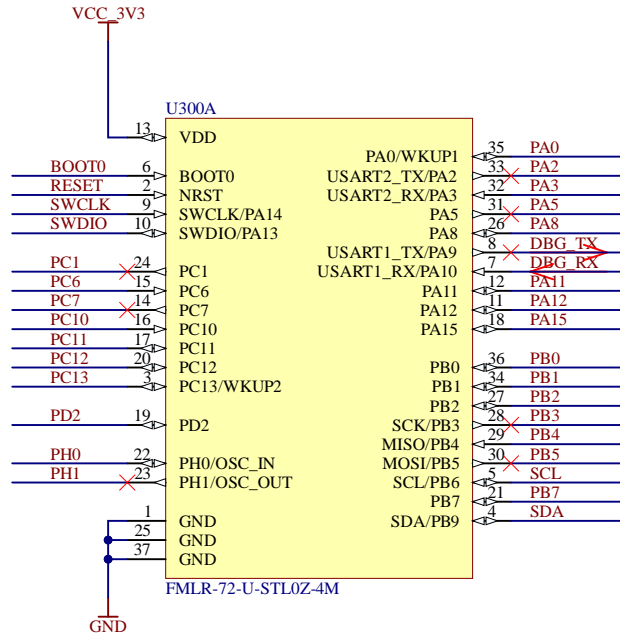 VCC_3V3
U300A
13 VDD
35 PA0/WKUP1 PA0
BOOT0 6 BOOT0
33 USART2_TX/PA2 PA2
RESET 2 NRST
32 USART2_RX/PA3 PA3
SWCLK 9 SWCLK/PA14
31 PA5 PA5
SWDIO 10 SWDIO/PA13
26 PA8 PA8
8 USART1_TX/PA9 DBG_TX
PC1 24 PC1
7 USART1_RX/PA10 DBG_RX
PC6 15 PC6
12 PA11 PA11
PC7 14 PC7
11 PA12 PA12
PC10 16 PC10
18 PA15 PA15
PC11 17 PC11
PC12 20 PC12
36 PB0 PB0
PC13 3 PC13/WKUP2
34 PB1 PB1
27 PB2 PB2
PD2 19 PD2
28 SCK/PB3 PB3
29 MISO/PB4 PB4
PH0 22 PH0/OSC_IN
30 MOSI/PB5 PB5
PH1 23 PH1/OSC_OUT
5 SCL/PB6 SCL
21 PB7 PB7
1 GND
4 SDA/PB9 SDA
25 GND
37 GND
FMLR-72-U-STL0Z-4M
GND